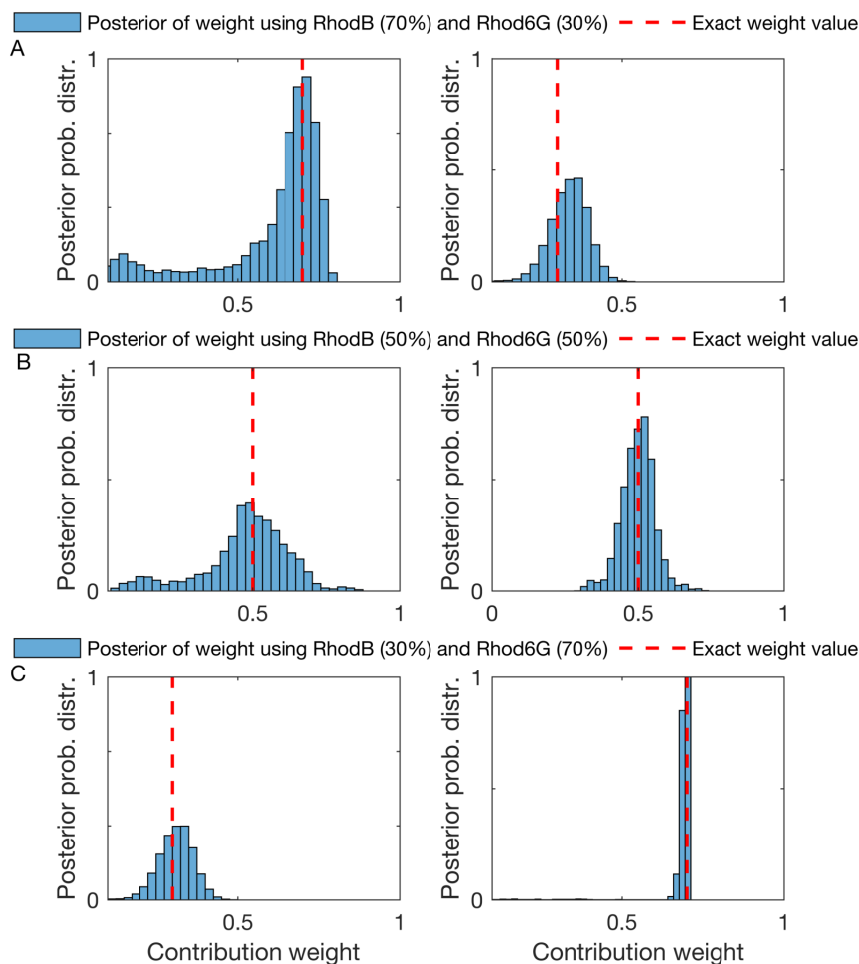 Posterior of weight using RhodB (70%) and Rhod6G (30%) Exact weight value
A
Posterior prob. distr.
1
0
0.5
1
Posterior prob. distr.
1
0
0.5
1
Posterior of weight using RhodB (50%) and Rhod6G (50%) Exact weight value
B
Posterior prob. distr.
1
0
0.5
1
Posterior prob. distr.
1
0
0
0.5
1
Posterior of weight using RhodB (30%) and Rhod6G (70%) Exact weight value
C
Posterior prob. distr.
1
0
0.5
1
Contribution weight
Posterior prob. distr.
1
0
0.5
1
Contribution weight